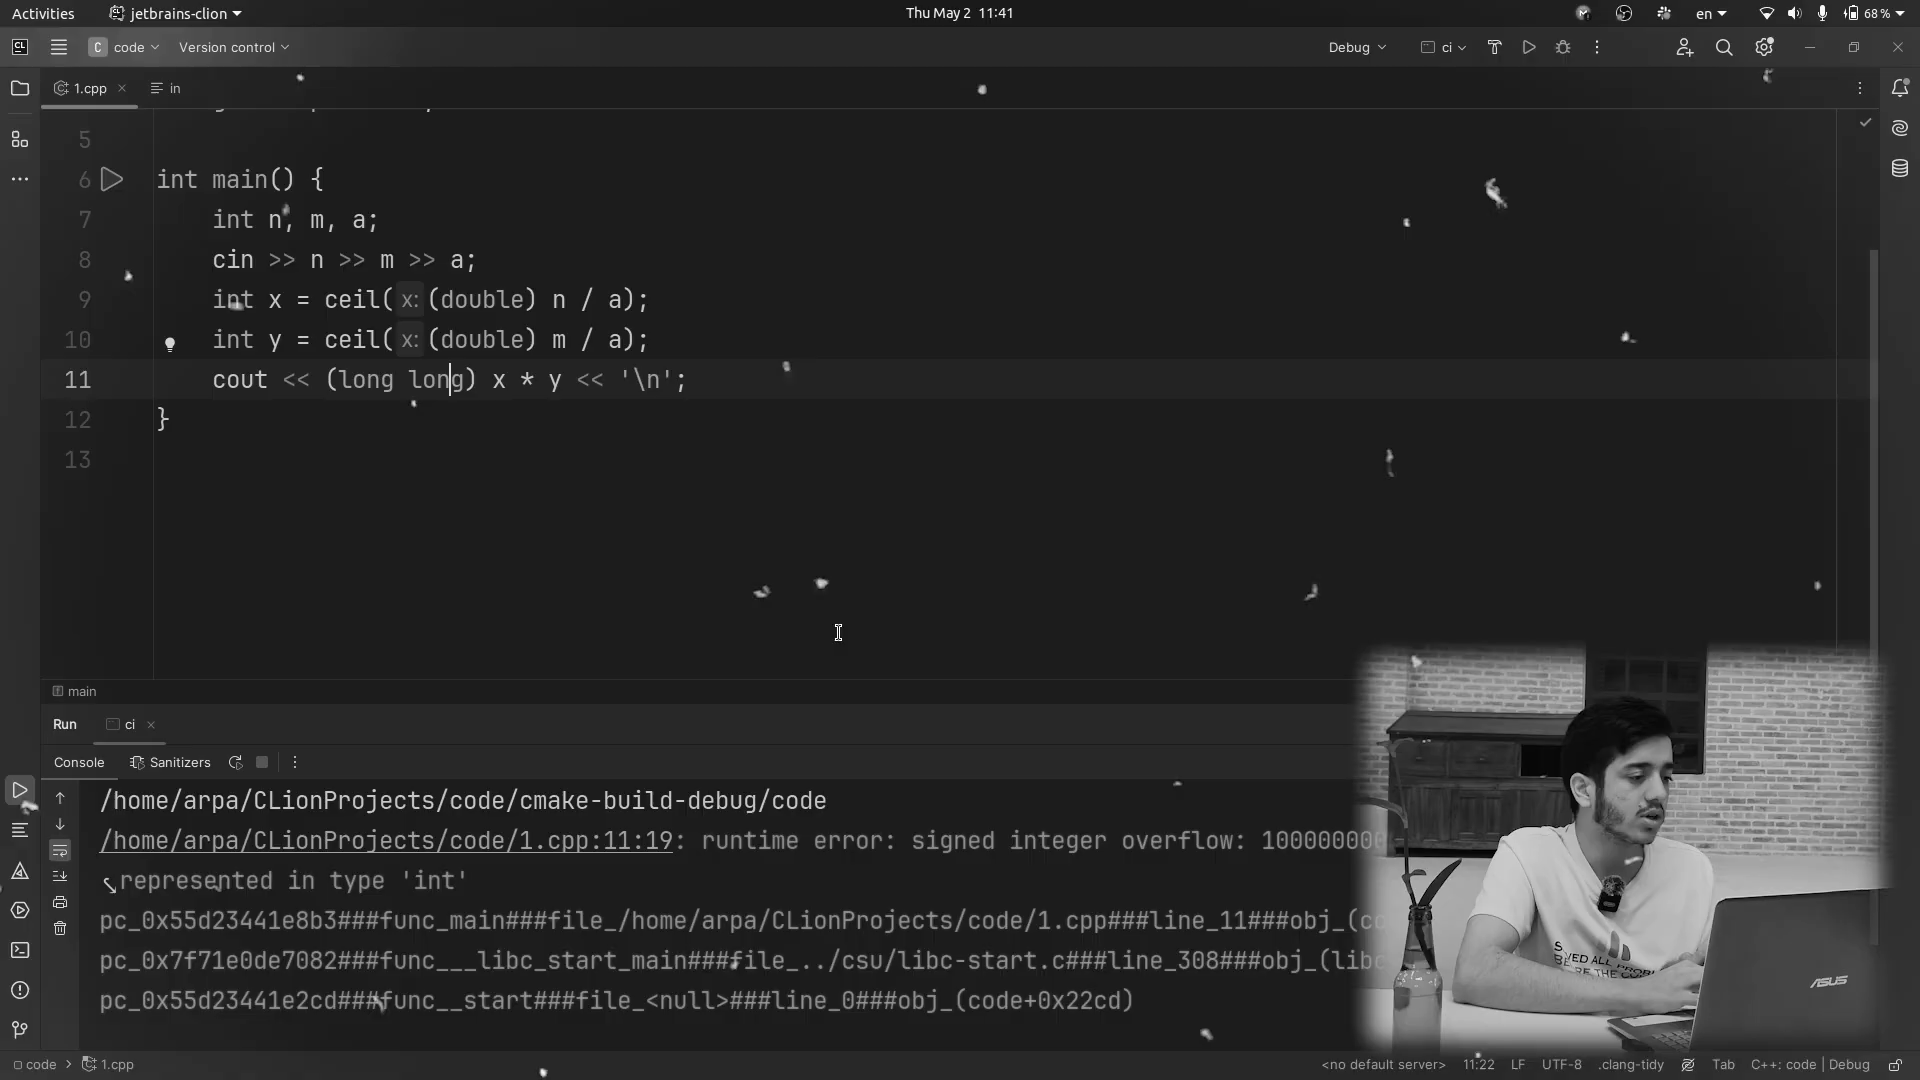 Activities jetbrains-clion Thu May 2 11:41 en 68 %
CL C code Version control Debug ci
1.cpp in
5
6 int main() {
7 int n, m, a;
8 cin >> n >> m >> a;
9 int x = ceil( x: (double) n / a);
10 int y = ceil( x: (double) m / a);
11 cout << (long long) x * y << '\n';
12 }
13
main
Run ci
Console Sanitizers
/home/arpa/CLionProjects/code/cmake-build-debug/code
/home/arpa/CLionProjects/code/1.cpp:11:19: runtime error: signed integer overflow: 1000000000
represented in type 'int'
pc_0x55d23441e8b3###func_main###file_/home/arpa/CLionProjects/code/1.cpp###line_11###obj_(co
pc_0x7f71e0de7082###func___libc_start_main###file_../csu/libc-start.c###line_308###obj_(libc
pc_0x55d23441e2cd###func__start###file_<null>###line_0###obj_(code+0x22cd)
ASUS
code > 1.cpp <no default server> 11:22 LF UTF-8 .clang-tidy Tab C++: code | Debug